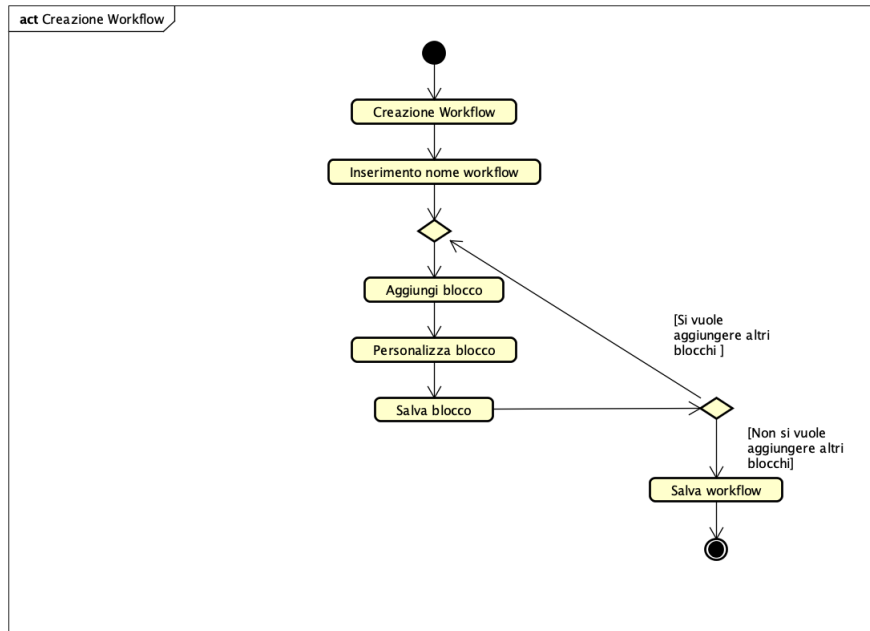 act Creazione Workflow
Creazione Workflow
Inserimento nome workflow
Aggiungi blocco
Personalizza blocco
Salva blocco
[Si vuole
aggiungere altri
blocchi ]
[Non si vuole
aggiungere altri
blocchi]
Salva workflow